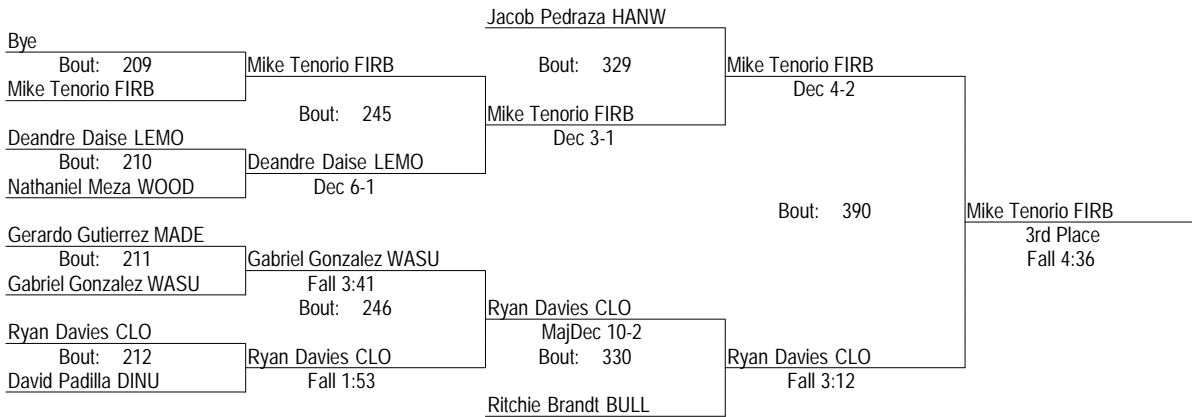 Jacob Pedraza HANW
Bye
Bout: 209
Mike Tenorio FIRB
Bout: 329
Mike Tenorio FIRB
Mike Tenorio FIRB
Dec 4-2
Bout: 245
Mike Tenorio FIRB
Deandre Daise LEMO
Dec 3-1
Bout: 210
Deandre Daise LEMO
Nathaniel Meza WOOD
Dec 6-1
Bout: 390
Mike Tenorio FIRB
Gerardo Gutierrez MADE
3rd Place
Bout: 211
Gabriel Gonzalez WASU
Fall 4:36
Gabriel Gonzalez WASU
Fall 3:41
Bout: 246
Ryan Davies CLO
Ryan Davies CLO
MajDec 10-2
Bout: 212
Ryan Davies CLO
Bout: 330
Ryan Davies CLO
David Padilla DINU
Fall 1:53
Fall 3:12
Ritchie Brandt BULL